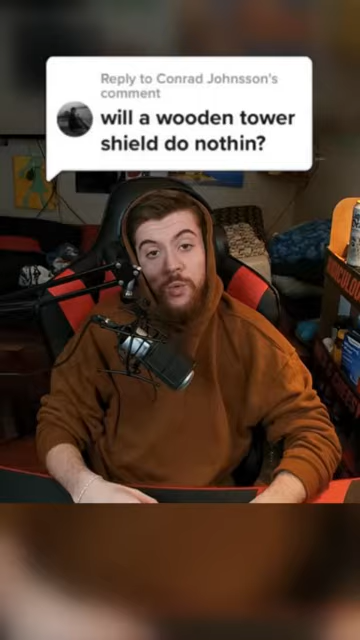 Reply to Conrad Johnsson's
comment
will a wooden tower
shield do nothin?